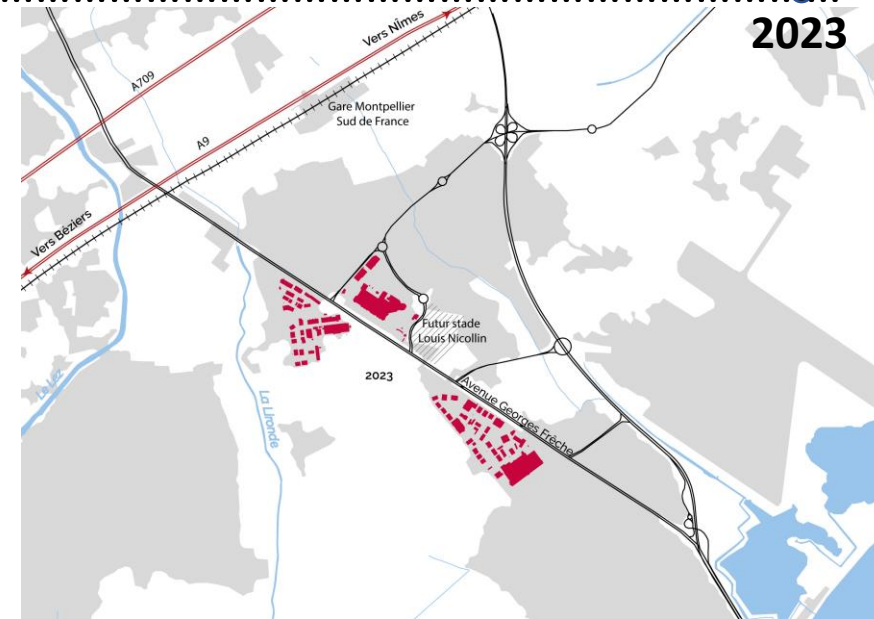 2023
Vers Nîmes
A709
Gare Montpellier
Sud de France
A9
Vers Béziers
Futur stade
Louis Nicollin
2023
Le Lez
La Lironde
Avenue Georges Frêche